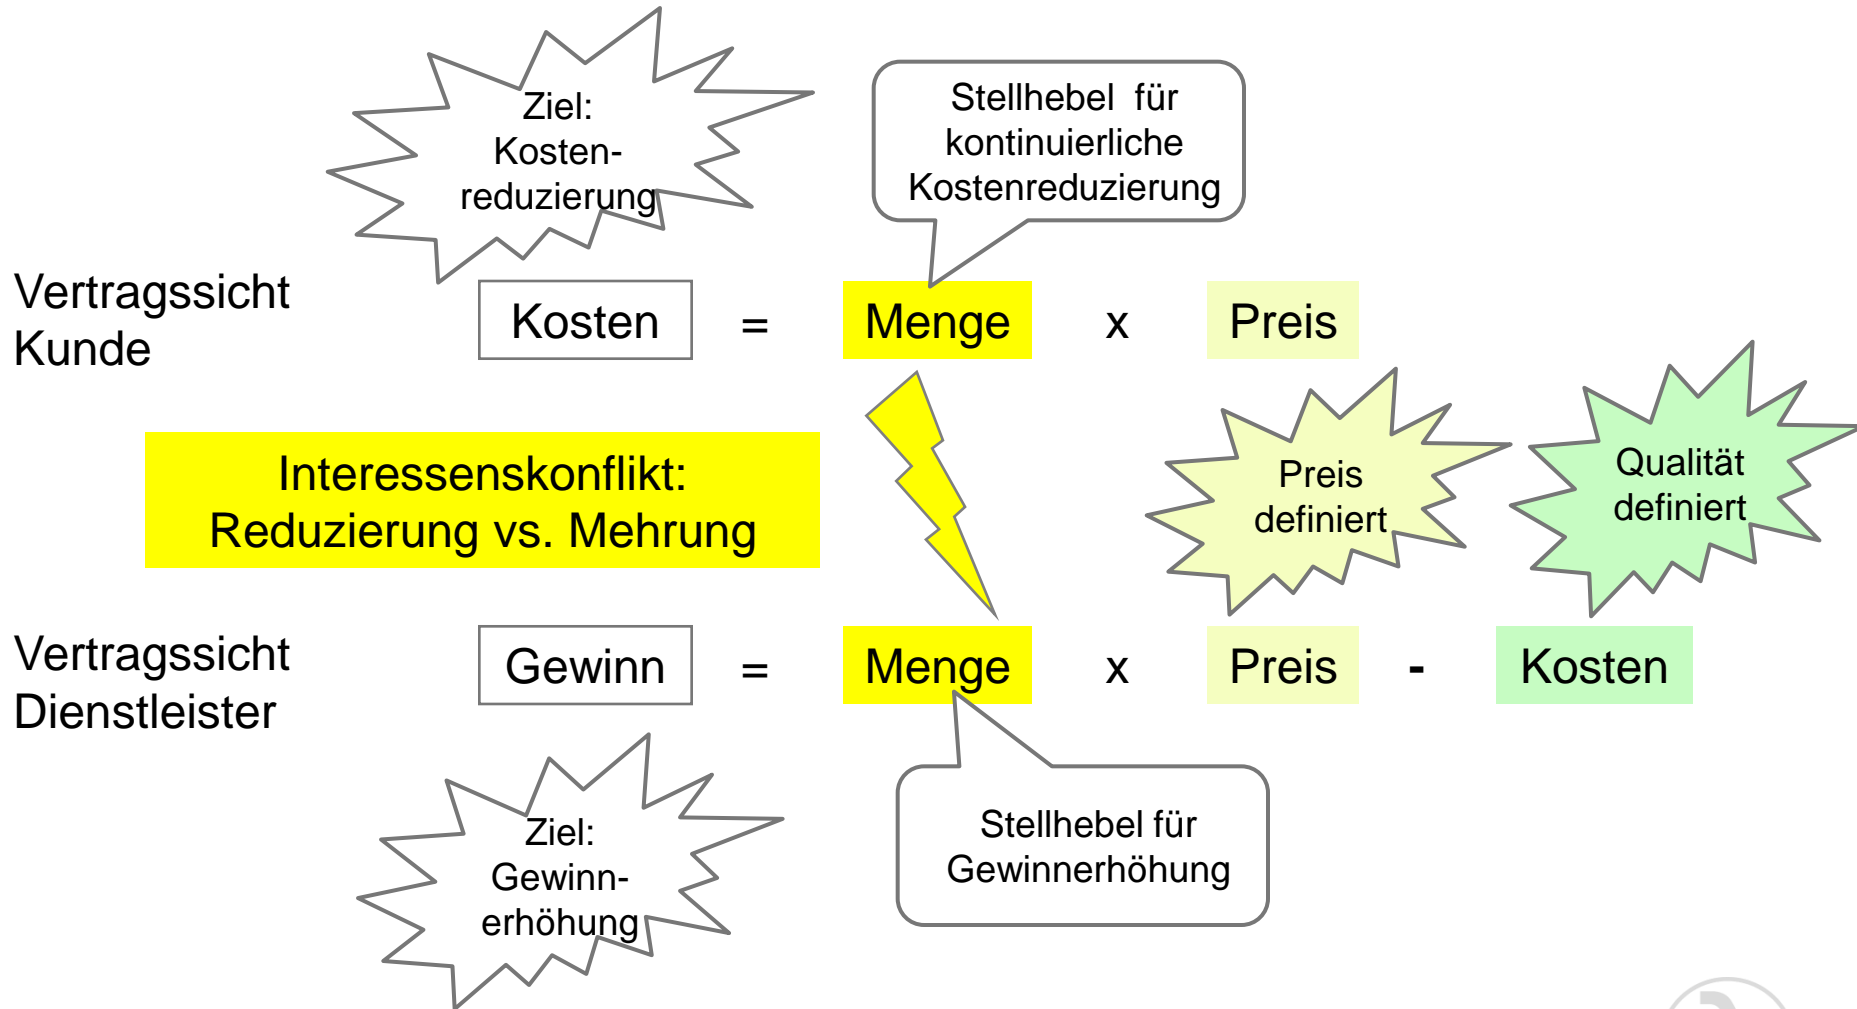 Ziel:
Kosten-
reduzierung
Stellhebel für
kontinuierliche
Kostenreduzierung
Vertragssicht
Kunde
Kosten = Menge x Preis
Interessenskonflikt:
Reduzierung vs. Mehrung
Preis
definiert
Qualität
definiert
Vertragssicht
Dienstleister
Gewinn = Menge x Preis - Kosten
Ziel:
Gewinn-
erhöhung
Stellhebel für
Gewinnerhöhung